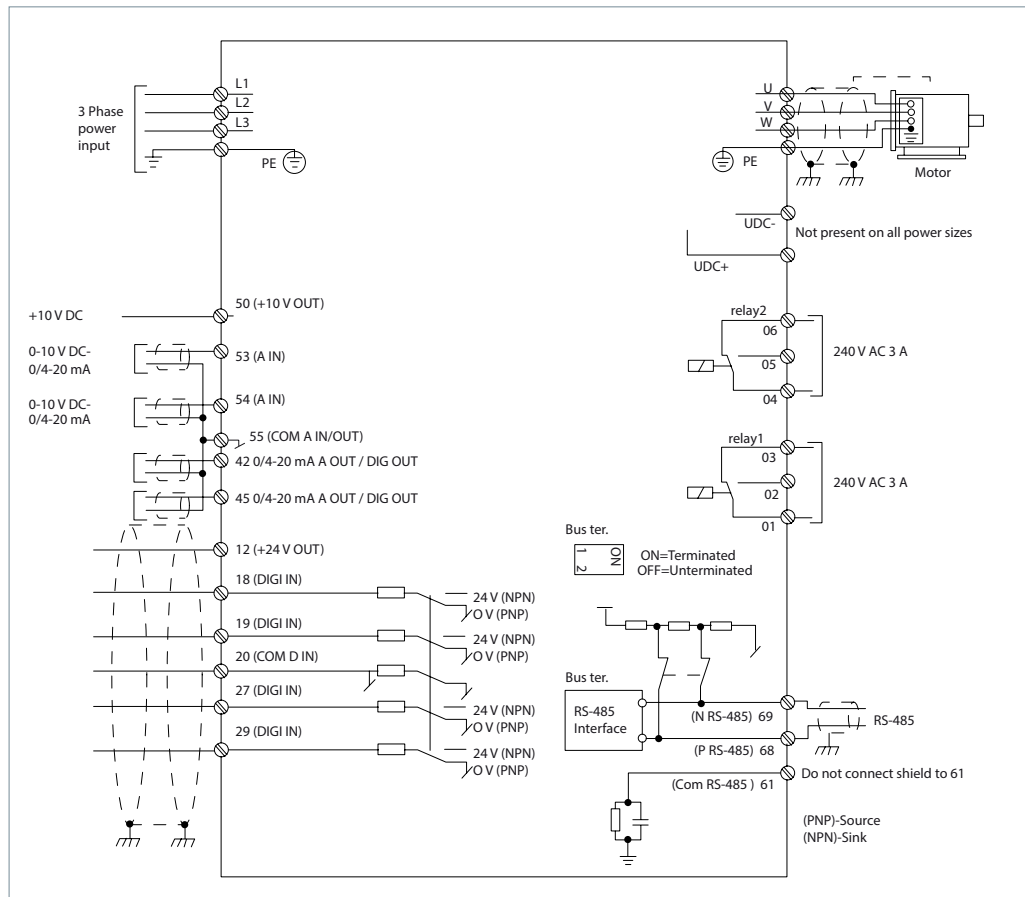 3 Phase
power
input
L1
L2
L3
PE
U
V
W
PE
Motor
UDC-
Not present on all power sizes
UDC+
+10 V DC
50 (+10 V OUT)
0-10 V DC-
0/4-20 mA
53 (A IN)
0-10 V DC-
0/4-20 mA
54 (A IN)
55 (COM A IN/OUT)
42 0/4-20 mA A OUT / DIG OUT
45 0/4-20 mA A OUT / DIG OUT
12 (+24 V OUT)
18 (DIGI IN)
24 V (NPN)
O V (PNP)
19 (DIGI IN)
24 V (NPN)
O V (PNP)
20 (COM D IN)
27 (DIGI IN)
24 V (NPN)
O V (PNP)
29 (DIGI IN)
24 V (NPN)
O V (PNP)
relay2
06
05
04
240 V AC 3 A
relay1
03
02
01
240 V AC 3 A
Bus ter.
1 2
ON
ON=Terminated
OFF=Unterminated
Bus ter.
RS-485
Interface
(N RS-485) 69
RS-485
(P RS-485) 68
(Com RS-485 ) 61
Do not connect shield to 61
(PNP)-Source
(NPN)-Sink